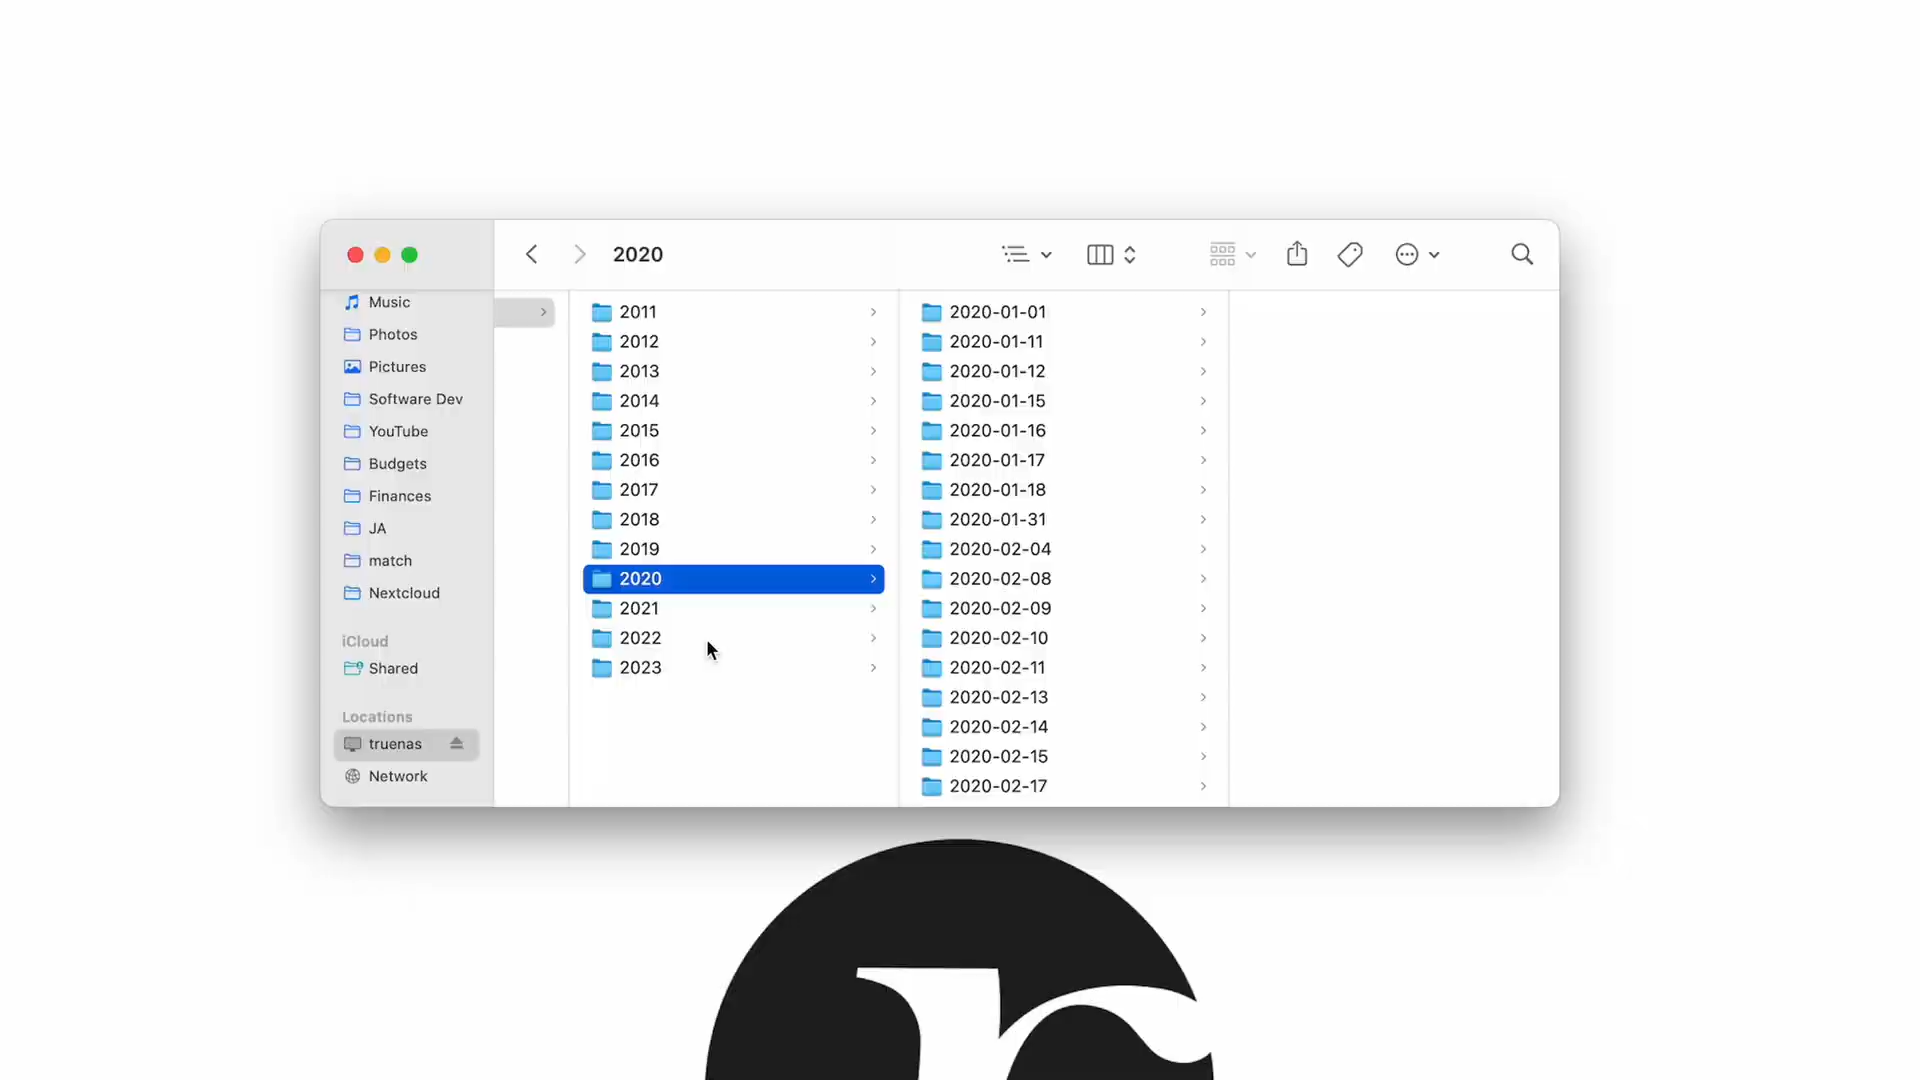 2020
Music
Photos
Pictures
Software Dev
YouTube
Budgets
Finances
JA
match
Nextcloud
iCloud
Shared
Locations
truenas
Network
2011
2012
2013
2014
2015
2016
2017
2018
2019
2020
2021
2022
2023
2020-01-01
2020-01-11
2020-01-12
2020-01-15
2020-01-16
2020-01-17
2020-01-18
2020-01-31
2020-02-04
2020-02-08
2020-02-09
2020-02-10
2020-02-11
2020-02-13
2020-02-14
2020-02-15
2020-02-17
r